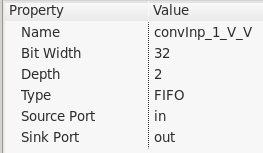 Property Value
Name convInp_1_V_V
Bit Width 32
Depth 2
Type FIFO
Source Port in
Sink Port out